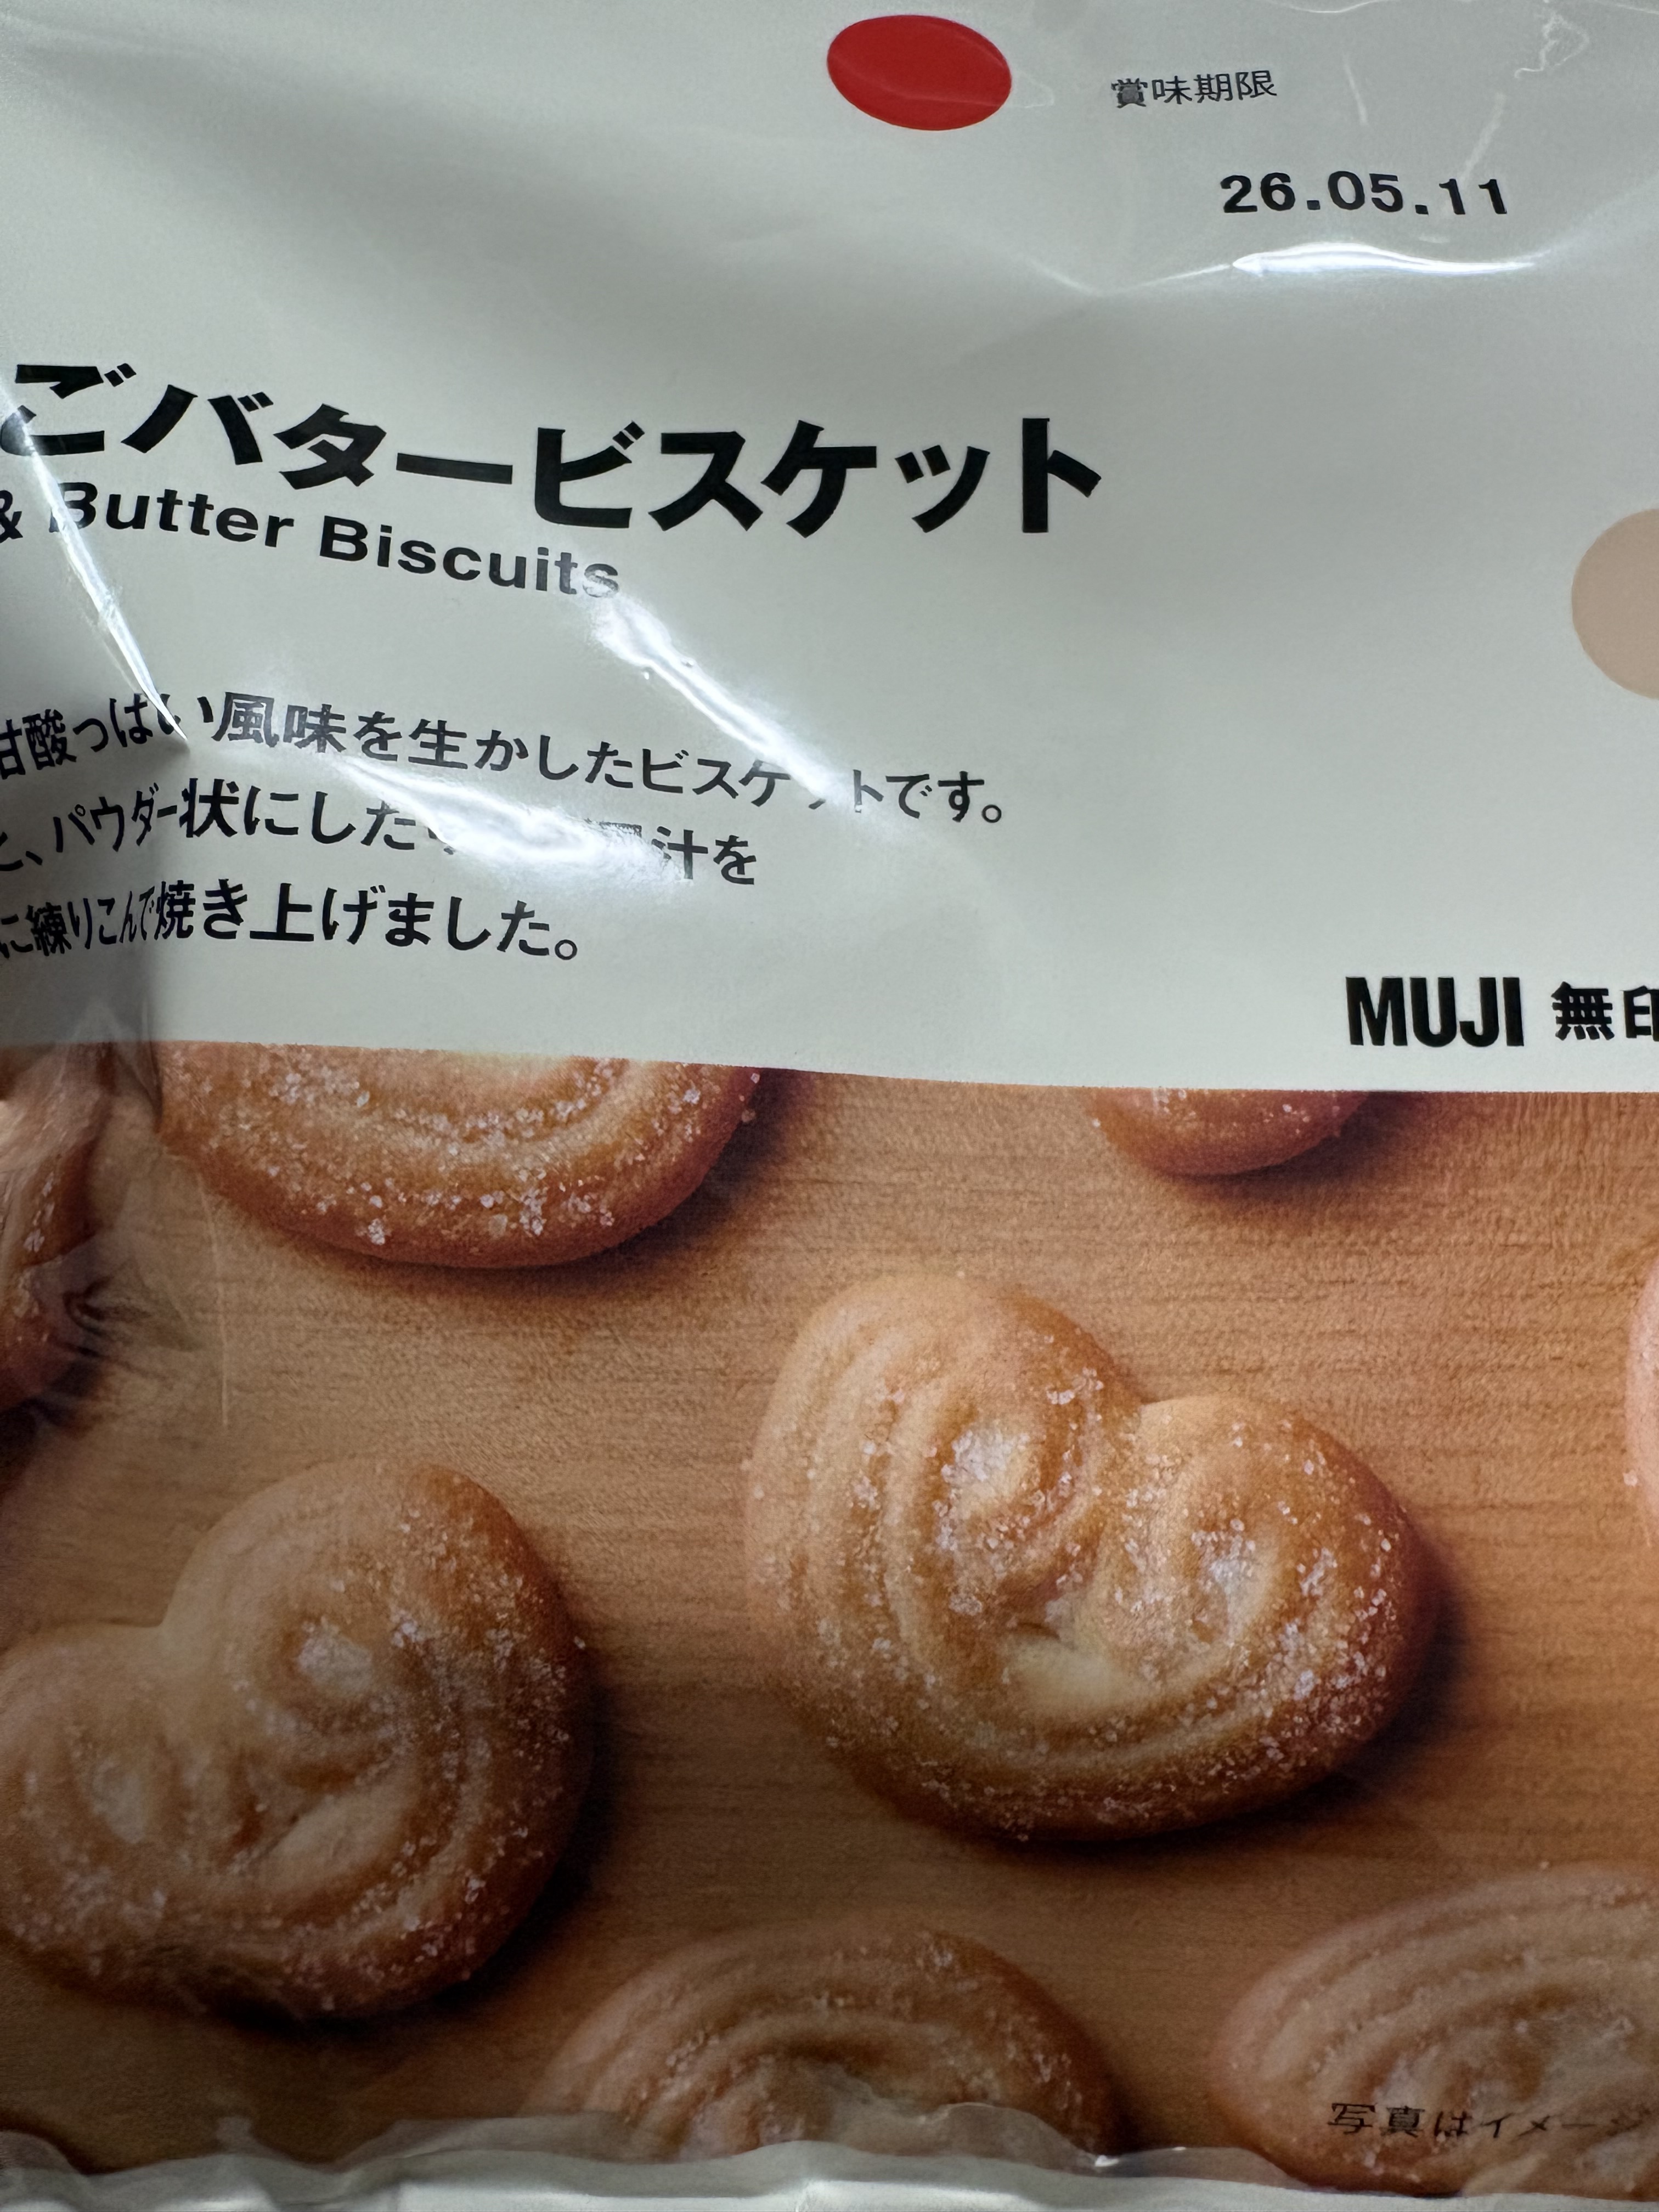 賞味期限
26.05.11
ごバタービスケット
& Butter Biscuits
甘酸っぱい風味を生かしたビスケットです。
と、パウダー状にした 果汁を
に練りこんで焼き上げました。
MUJI 無印
写真はイメージ